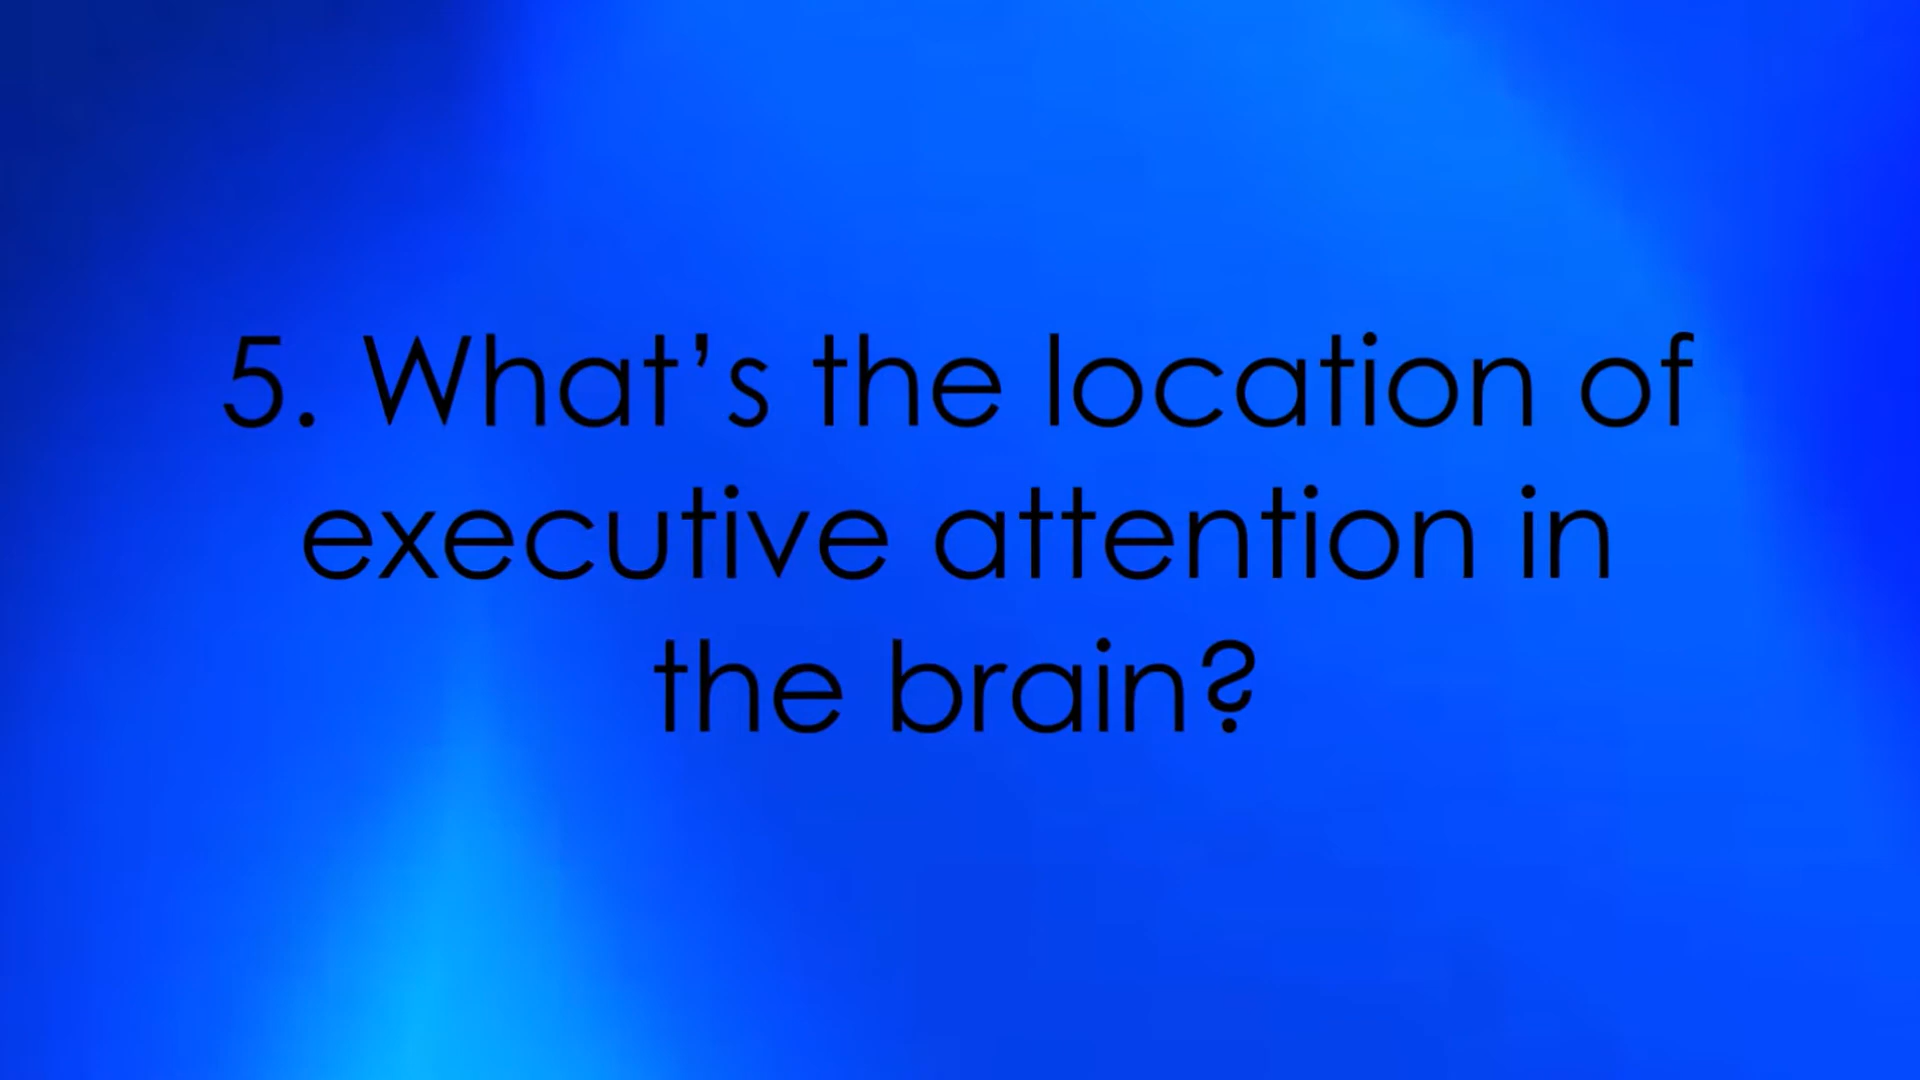 5. What’s the location of
executive attention in
the brain?